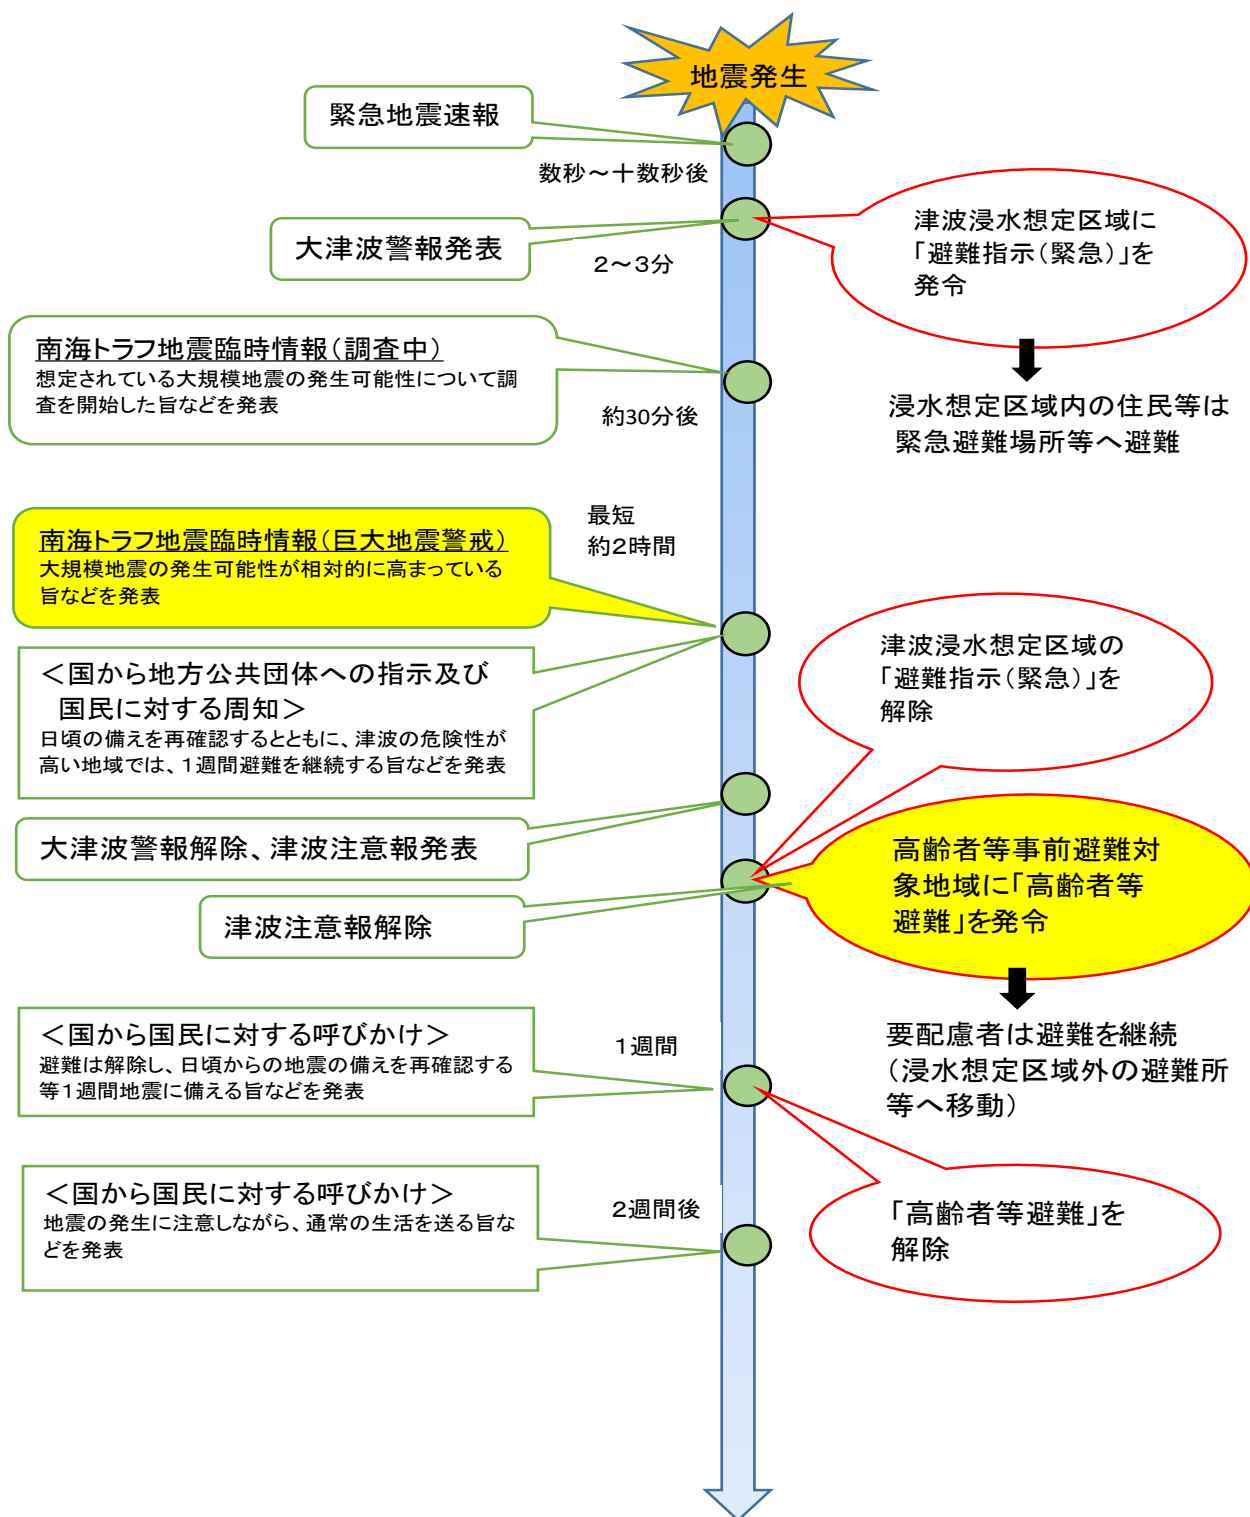 地震発生
緊急地震速報
数秒～十数秒後
大津波警報発表
２～３分
津波浸水想定区域に
「避難指示（緊急）」を
発令
浸水想定区域内の住民等は
緊急避難場所等へ避難
南海トラフ地震臨時情報（調査中）
想定されている大規模地震の発生可能性について調
査を開始した旨などを発表
約30分後
最短
約２時間
南海トラフ地震臨時情報（巨大地震警戒）
大規模地震の発生可能性が相対的に高まっている
旨などを発表
＜国から地方公共団体への指示及び
国民に対する周知＞
日頃の備えを再確認するとともに、津波の危険性が
高い地域では、１週間避難を継続する旨などを発表
津波浸水想定区域の
「避難指示（緊急）」を
解除
大津波警報解除、津波注意報発表
高齢者等事前避難対
象地域に「高齢者等
避難」を発令
津波注意報解除
要配慮者は避難を継続
（浸水想定区域外の避難所
等へ移動）
＜国から国民に対する呼びかけ＞
避難は解除し、日頃からの地震の備えを再確認する
等１週間地震に備える旨などを発表
１週間
「高齢者等避難」を
解除
＜国から国民に対する呼びかけ＞
地震の発生に注意しながら、通常の生活を送る旨な
どを発表
２週間後